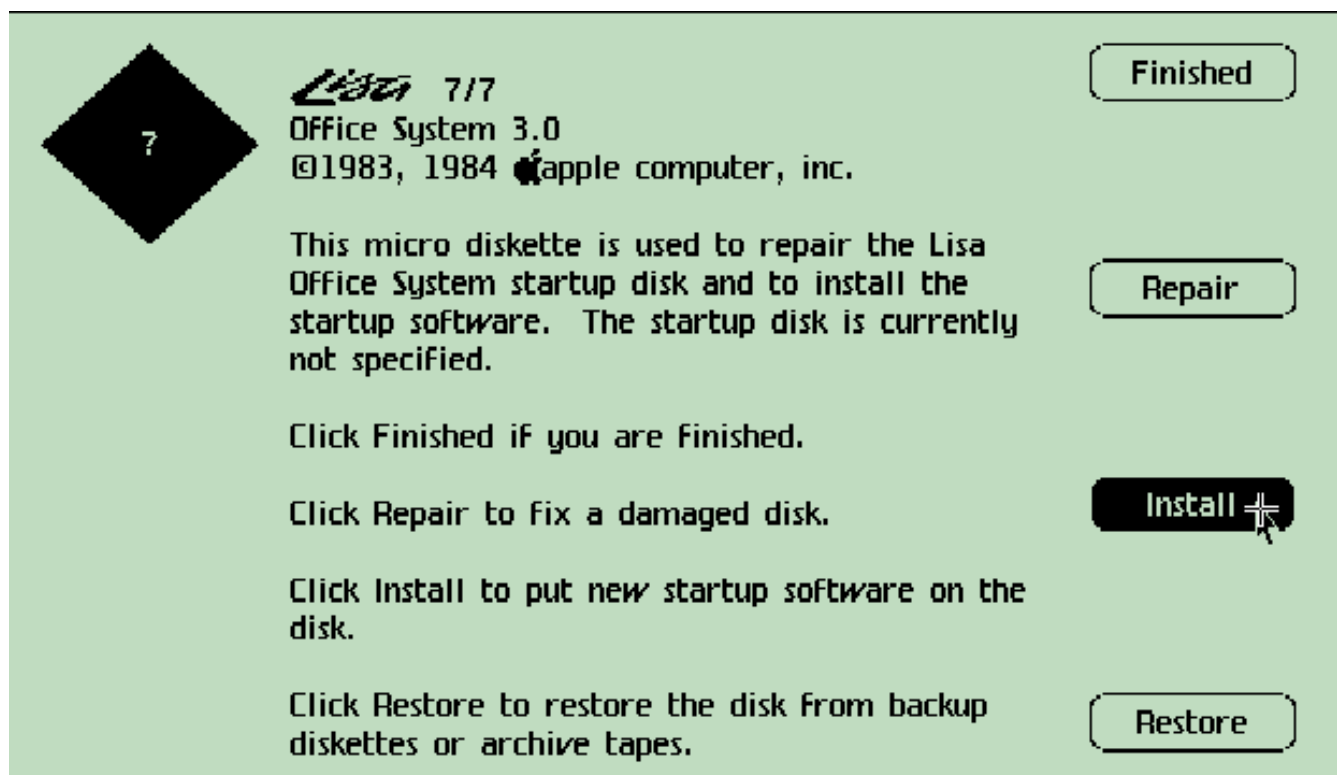 Finished
?
Lisa 7/7
Office System 3.0
©1983, 1984 apple computer, inc.
This micro diskette is used to repair the Lisa
Office System startup disk and to install the
startup software.  The startup disk is currently
not specified.
Repair
Click Finished if you are finished.
Click Repair to fix a damaged disk.
Install
Click Install to put new startup software on the
disk.
Click Restore to restore the disk from backup
diskettes or archive tapes.
Restore